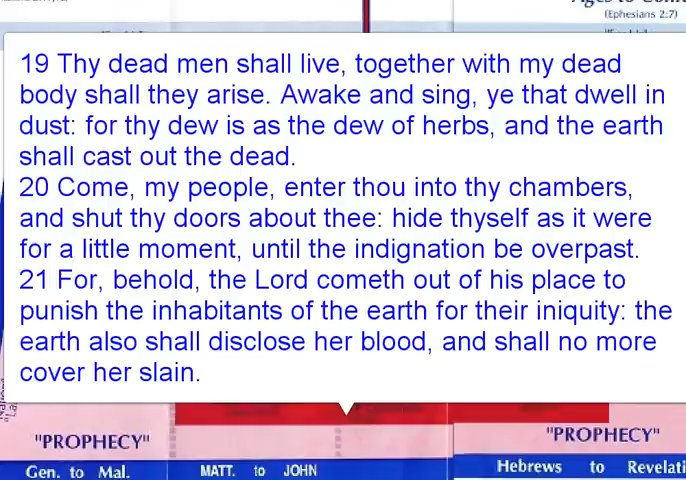 (Ephesians 2:7)
19 Thy dead men shall live, together with my dead
body shall they arise. Awake and sing, ye that dwell in
dust: for thy dew is as the dew of herbs, and the earth
shall cast out the dead.
20 Come, my people, enter thou into thy chambers,
and shut thy doors about thee: hide thyself as it were
for a little moment, until the indignation be overpast.
21 For, behold, the Lord cometh out of his place to
punish the inhabitants of the earth for their iniquity: the
earth also shall disclose her blood, and shall no more
cover her slain.
"PROPHECY"
"PROPHECY"
Gen. to Mal.
MATT. to JOHN
Hebrews to Revelati